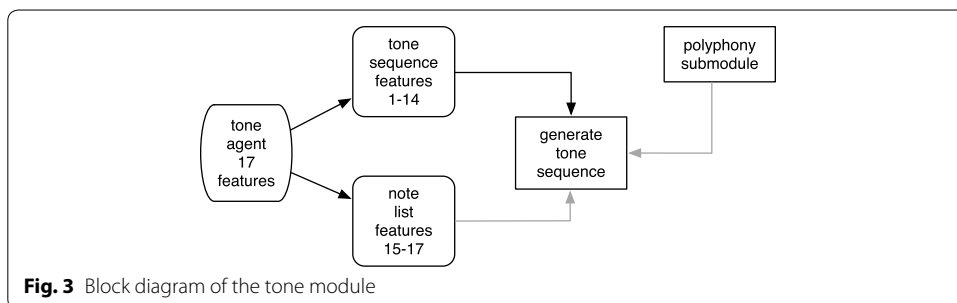 tone
sequence
features
1-14
polyphony
submodule
tone
agent
17
features
generate
tone
sequence
note
list
features
15-17
Fig. 3 Block diagram of the tone module